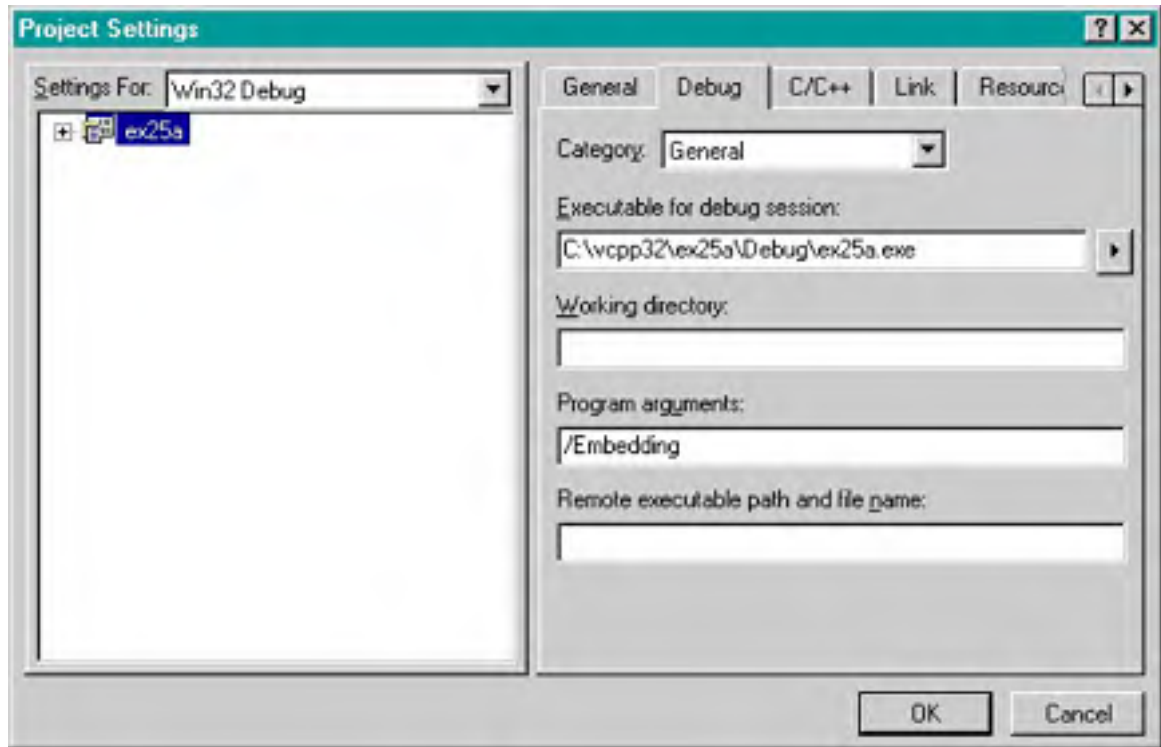 Project Settings
Settings For: Win32 Debug
ex25a
General Debug C/C++ Link
Category: General
Executable for debug session:
C:\vcpp32\ex25a\Debug\ex25a.exe
Working directory:
Program arguments:
/Embedding
Remote executable path and file name:
OK Cancel